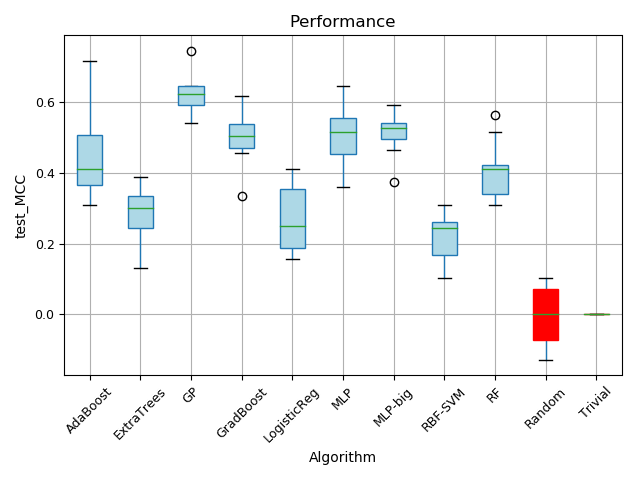 Performance
test_MCC
0.6
0.4
0.2
0.0
AdaBoost
ExtraTrees
GP
GradBoost
LogisticReg
MLP
MLP-big
RBF-SVM
RF
Random
Trivial
Algorithm